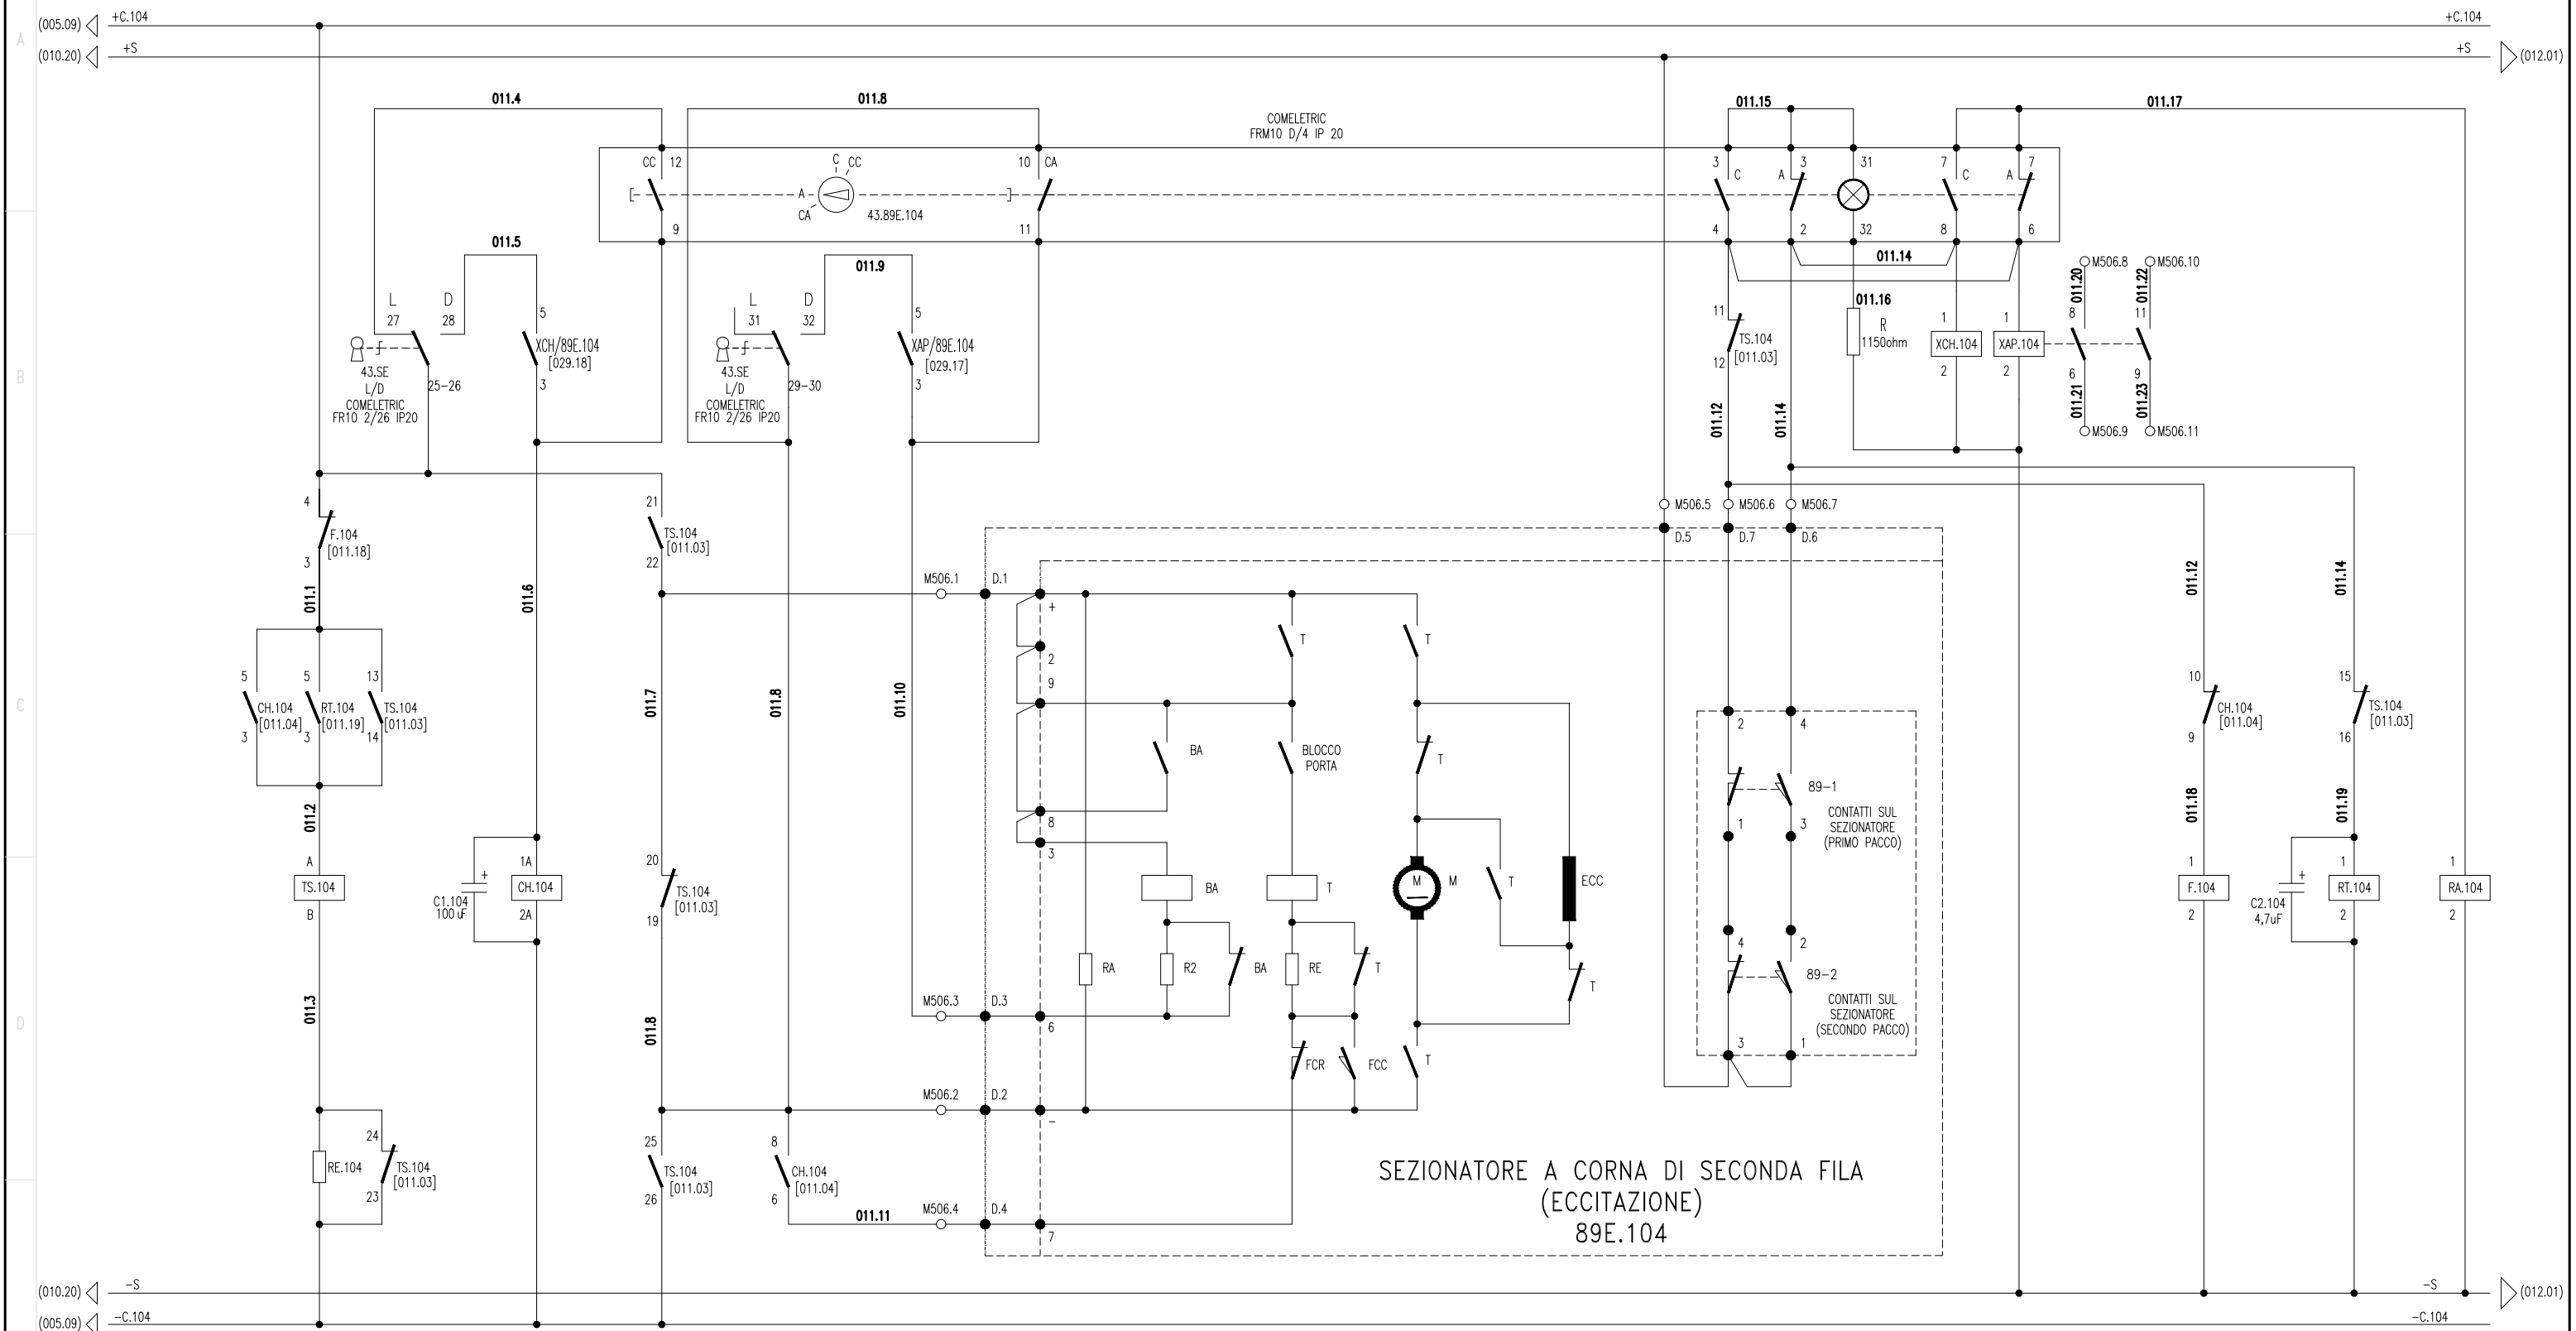 A
(005.09)
+C.104
+C.104
(010.20)
+S
+S
(012.01)
011.4
011.8
COMELETRIC
FRM10 D/4 IP 20
011.15
011.17
CC 12
C
CC
A
CA
43.89E.104
10 CA
3
C
3
A
31
7
C
7
A
9
11
4
2
32
8
6
011.5
011.9
011.14
M506.8
M506.10
011.20
011.22
L
D
27
28
5
XCH/89E.104
[029.18]
3
43.SE
L/D
COMELETRIC
FR10 2/26 IP20
25-26
L
D
31
32
5
XAP/89E.104
[029.17]
3
43.SE
L/D
COMELETRIC
FR10 2/26 IP20
29-30
11
TS.104
[011.03]
12
011.16
R
1150ohm
1
XCH.104
2
1
XAP.104
2
8
11
6
9
011.21
011.23
M506.9
M506.11
B
011.12
011.14
4
F.104
[011.18]
3
21
TS.104
[011.03]
22
M506.5
M506.6
M506.7
D.5
D.7
D.6
011.1
011.6
M506.1
D.1
+
2
9
T
T
011.12
011.14
C
5
CH.104
[011.04]
3
5
RT.104
[011.19]
3
13
TS.104
[011.03]
14
011.7
011.8
011.10
BA
BLOCCO
PORTA
T
8
3
2
4
89-1
CONTATTI SUL
SEZIONATORE
(PRIMO PACCO)
1
3
10
CH.104
[011.04]
9
15
TS.104
[011.03]
16
011.2
011.18
011.19
A
TS.104
B
C1.104
100uF
+
1A
CH.104
2A
20
TS.104
[011.03]
19
BA
T
M
M
T
ECC
1
F.104
2
C2.104
4,7uF
+
1
RT.104
2
1
RA.104
2
RA
R2
BA
RE
T
T
4
2
89-2
CONTATTI SUL
SEZIONATORE
(SECONDO PACCO)
3
1
D
011.3
011.8
M506.3
D.3
6
FCR
FCC
T
M506.2
D.2
-
24
RE.104
TS.104
[011.03]
23
25
TS.104
[011.03]
26
8
CH.104
[011.04]
6
011.11
M506.4
D.4
7
SEZIONATORE A CORNA DI SECONDA FILA
(ECCITAZIONE)
89E.104
(010.20)
-S
-S
(012.01)
(005.09)
-C.104
-C.104